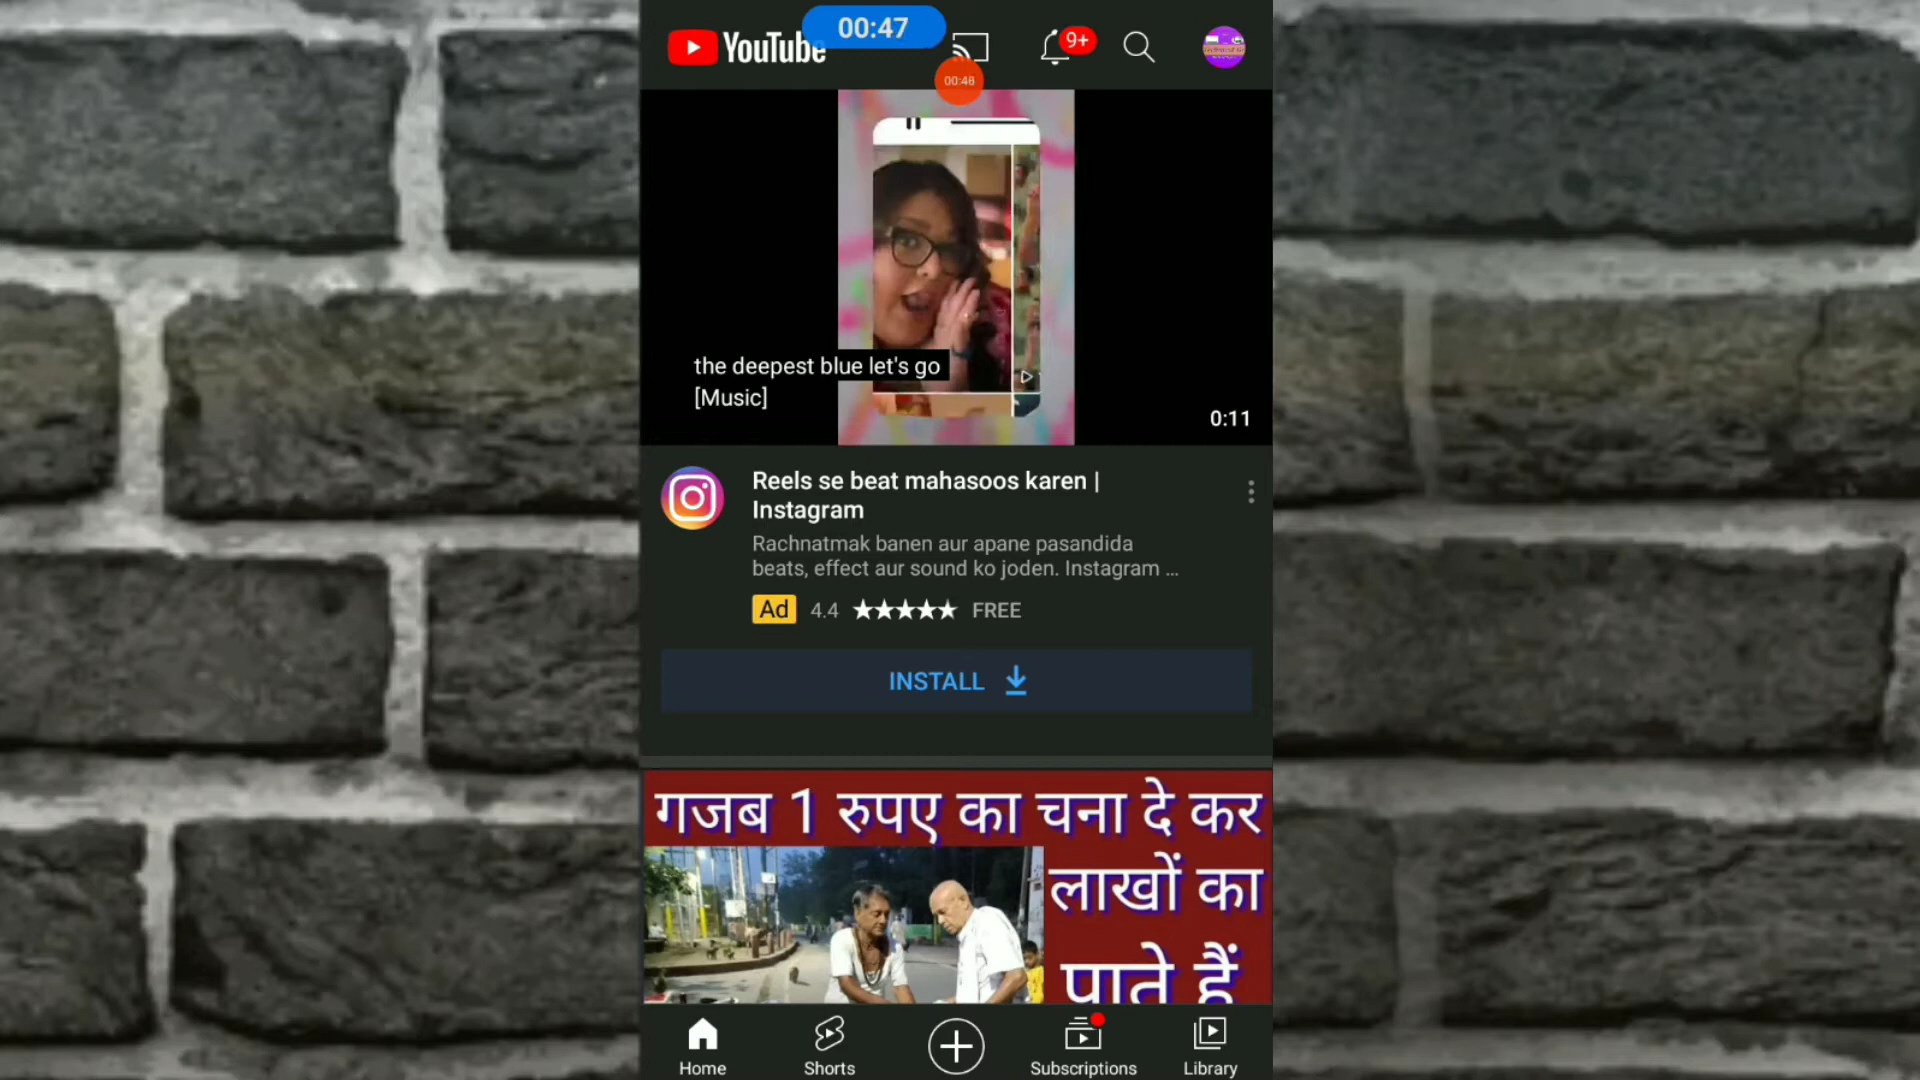 YouTube
00:47
9+
00:46
the deepest blue let's go
[Music]
0:11
Reels se beat mahasoos karen |
Instagram
Rachnatmak banen aur apane pasandida
beats, effect aur sound ko joden. Instagram ...
Ad 4.4 ★★★★★ FREE
INSTALL
गजब 1 रुपए का चना दे कर
लाखों का
पाते हैं
Home
Shorts
Subscriptions
Library